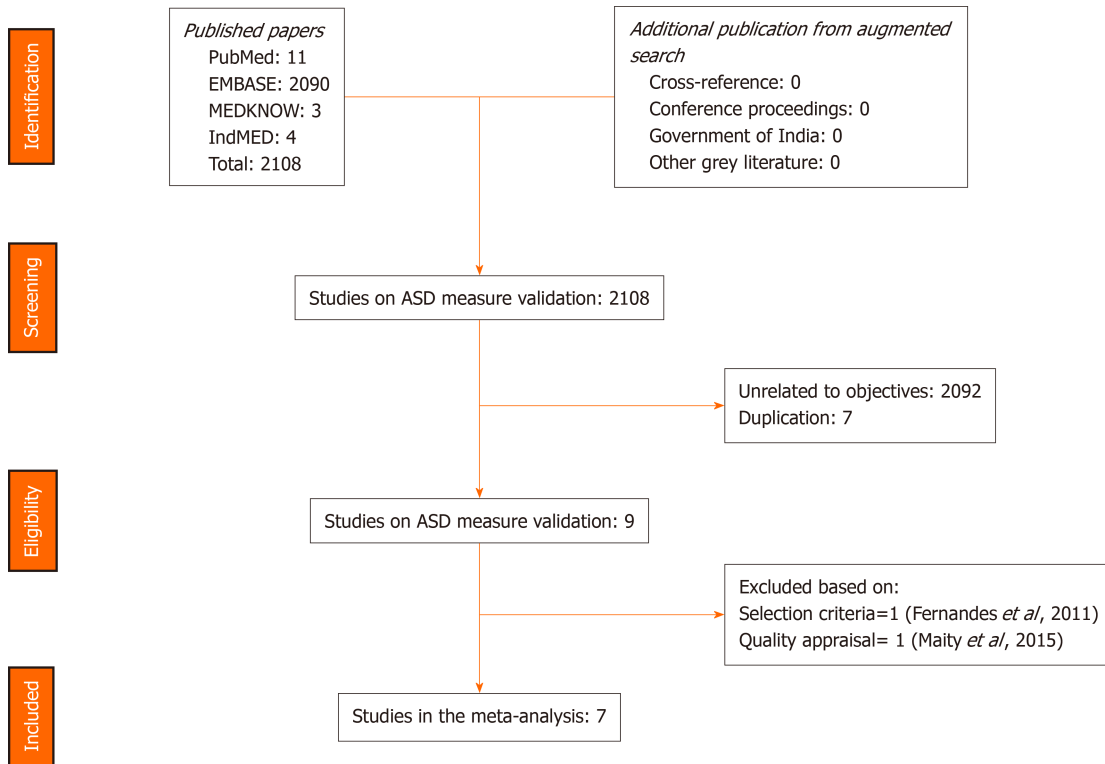 Identification
Published papers
PubMed: 11
EMBASE: 2090
MEDKNOW: 3
IndMED: 4
Total: 2108
Additional publication from augmented
search
Cross-reference: 0
Conference proceedings: 0
Government of India: 0
Other grey literature: 0
Screening
Studies on ASD measure validation: 2108
Unrelated to objectives: 2092
Duplication: 7
Eligibility
Studies on ASD measure validation: 9
Excluded based on:
Selection criteria=1 (Fernandes et al, 2011)
Quality appraisal= 1 (Maity et al, 2015)
Included
Studies in the meta-analysis: 7